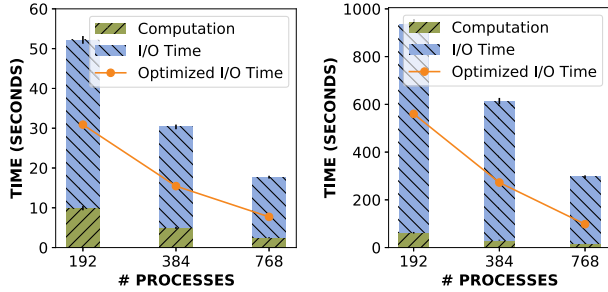 60
50
40
30
20
10
0
TIME (SECONDS)
Computation
I/O Time
Optimized I/O Time
192
384
768
# PROCESSES
1000
800
600
400
200
0
TIME (SECONDS)
Computation
I/O Time
Optimized I/O Time
192
384
768
# PROCESSES